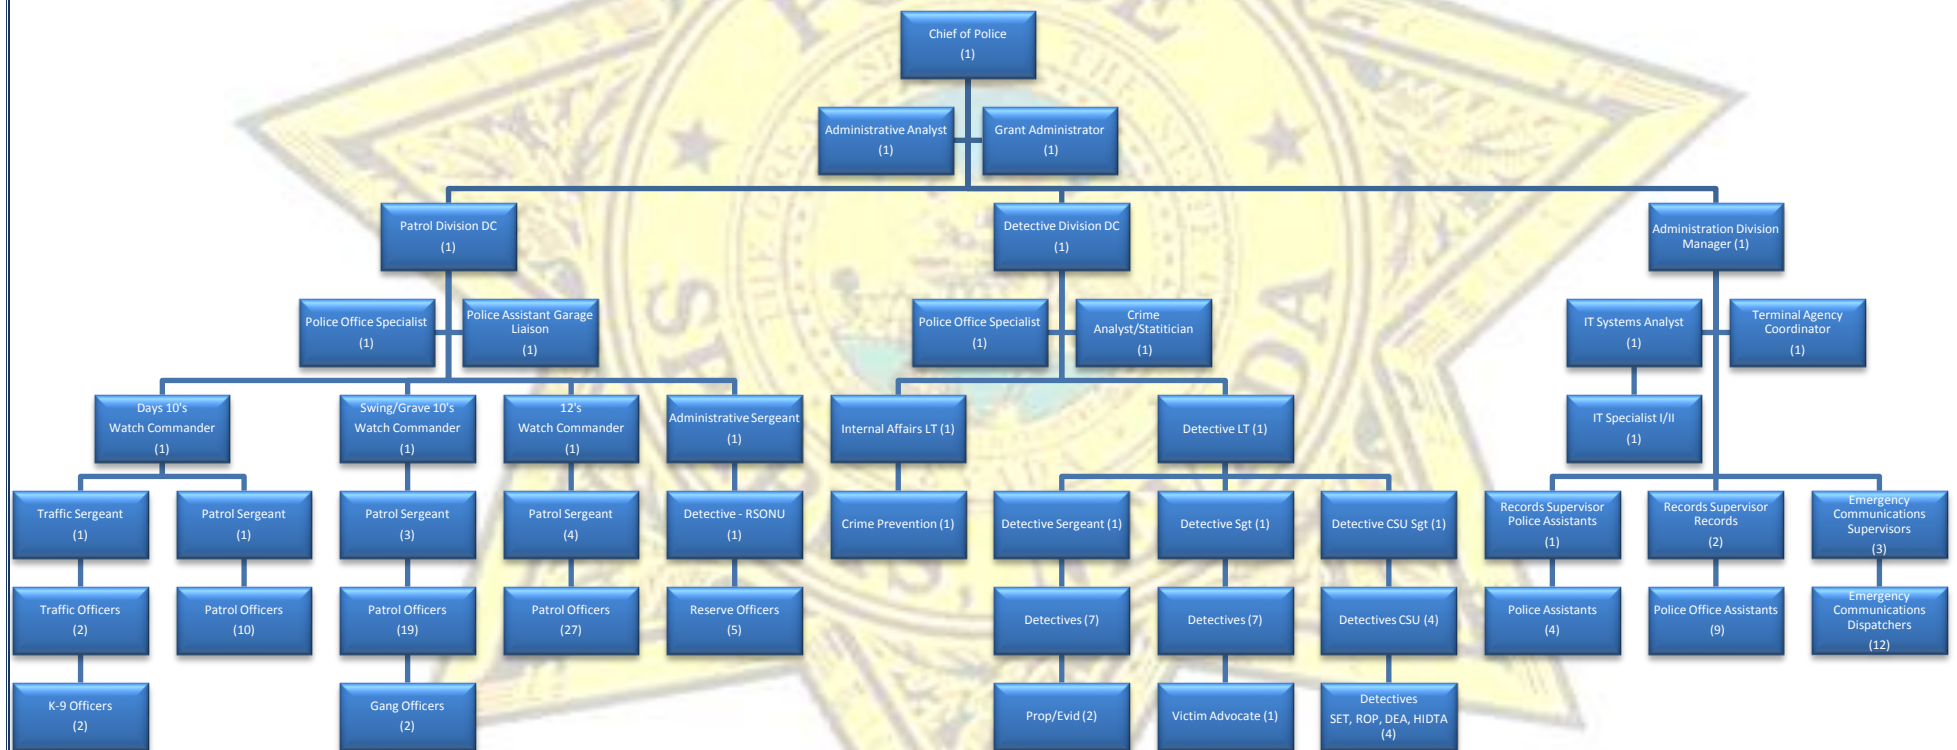 Chief of Police
(1)
Administrative Analyst
(1)
Grant Administrator
(1)
Patrol Division DC
(1)
Detective Division DC
(1)
Administration Division
Manager (1)
Police Office Specialist
(1)
Police Assistant Garage
Liaison
(1)
Police Office Specialist
(1)
Crime
Analyst/Statitician
(1)
IT Systems Analyst
(1)
Terminal Agency
Coordinator
(1)
Days 10's
Watch Commander
(1)
Swing/Grave 10's
Watch Commander
(1)
12's
Watch Commander
(1)
Administrative Sergeant
(1)
Internal Affairs LT (1)
Detective LT (1)
IT Specialist I/II
(1)
Traffic Sergeant
(1)
Patrol Sergeant
(1)
Patrol Sergeant
(3)
Patrol Sergeant
(4)
Detective - RSONU
(1)
Crime Prevention (1)
Detective Sergeant (1)
Detective Sgt (1)
Detective CSU Sgt (1)
Records Supervisor
Police Assistants
(1)
Records Supervisor
Records
(2)
Emergency
Communications
Supervisors
(3)
Traffic Officers
(2)
Patrol Officers
(10)
Patrol Officers
(19)
Patrol Officers
(27)
Reserve Officers
(5)
Detectives (7)
Detectives (7)
Detectives CSU (4)
Police Assistants
(4)
Police Office Assistants
(9)
Emergency
Communications
Dispatchers
(12)
K-9 Officers
(2)
Gang Officers
(2)
Prop/Evid (2)
Victim Advocate (1)
Detectives
SET, ROP, DEA, HIDTA
(4)